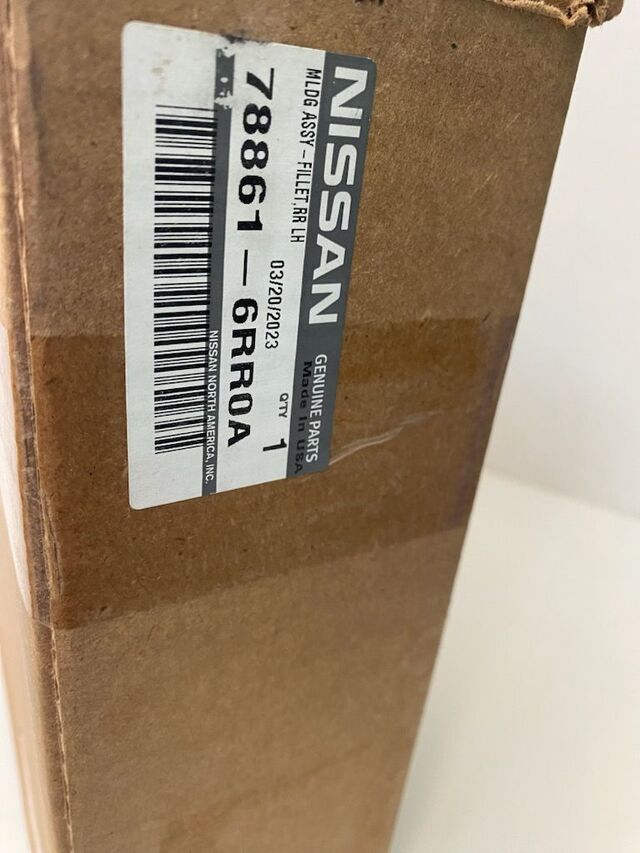 NISSAN GENUINE PARTS
Made In USA
MLDG ASSY-FILLET,RR LH
03/20/2023 Q'TY 1
78861-6RR0A
NISSAN NORTH AMERICA, INC.